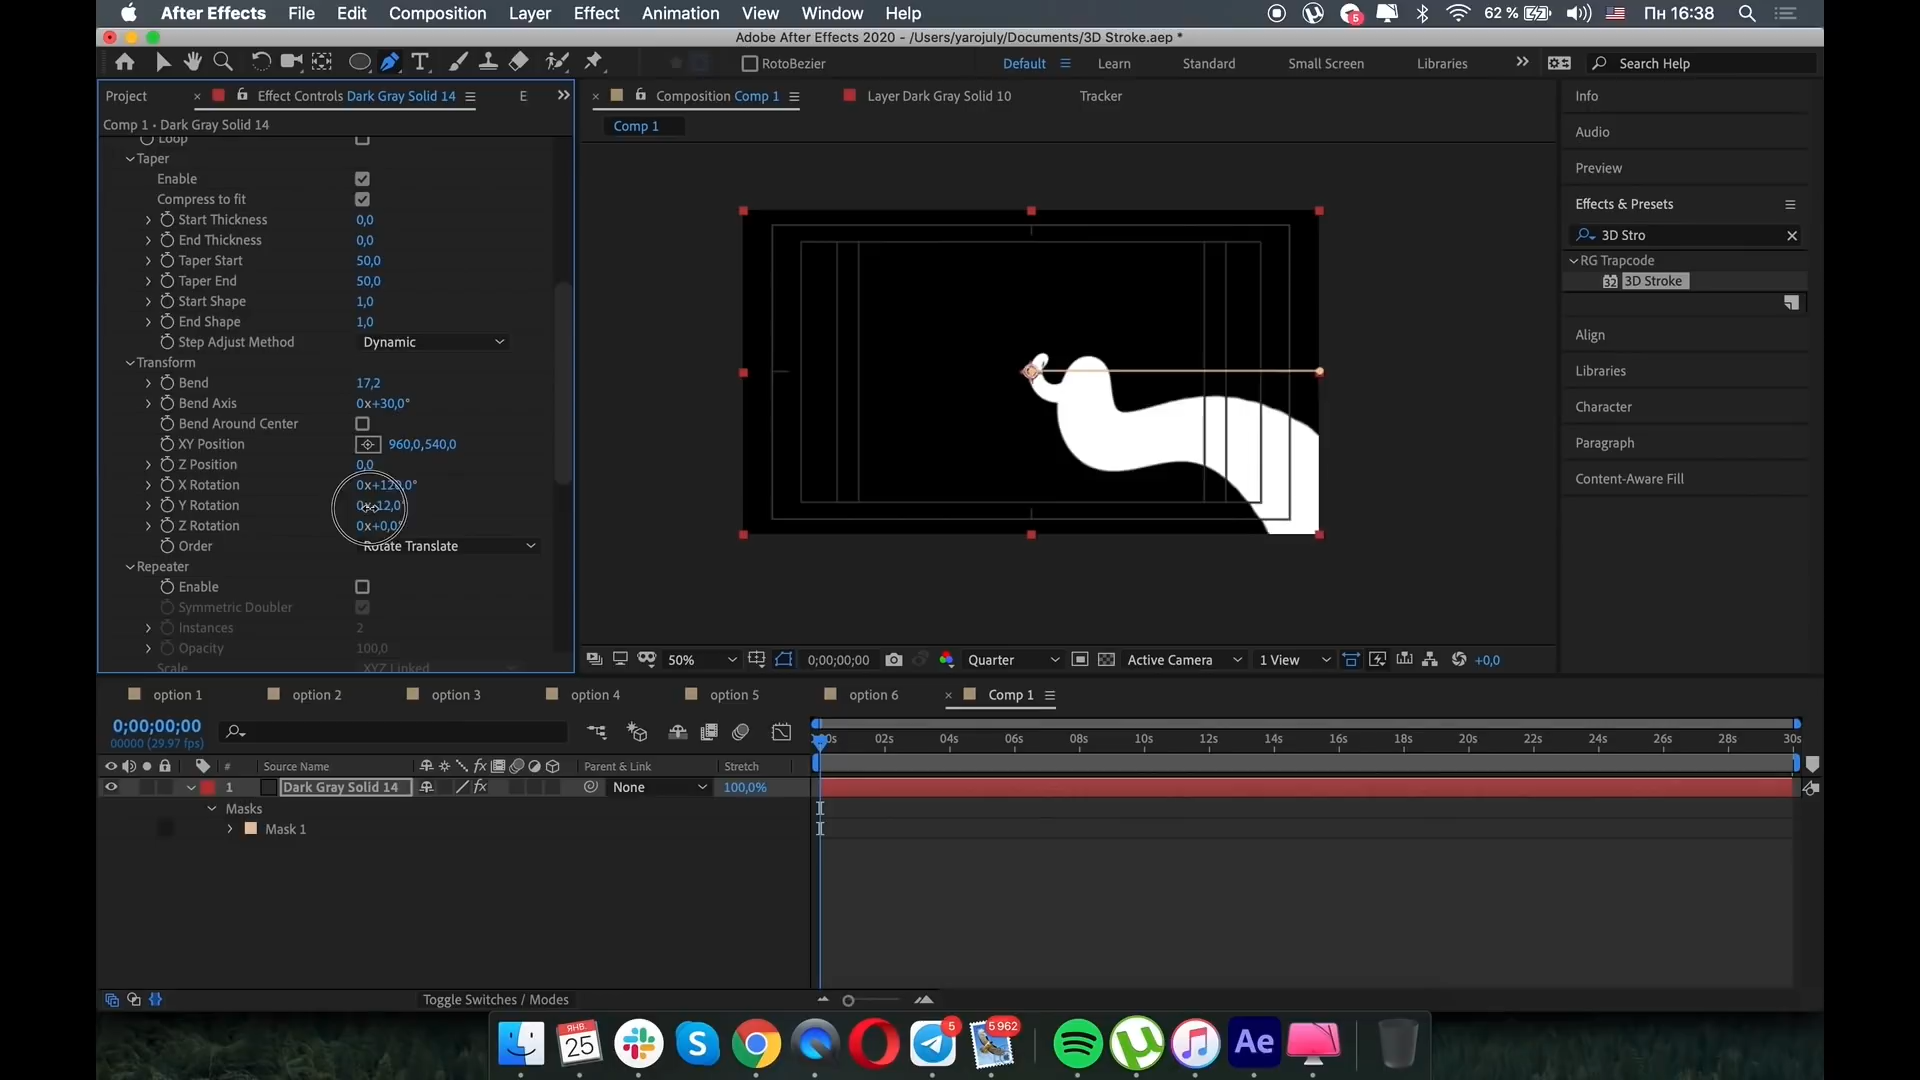 After Effects File Edit Composition Layer Effect Animation View Window Help 5 62 % Пн 16:38
Adobe After Effects 2020 - /Users/yarojuly/Documents/3D Stroke.aep *
RotoBezier Default Learn Standard Small Screen Libraries Search Help
Project Effect Controls Dark Gray Solid 14 E Composition Comp 1 Layer Dark Gray Solid 10 Tracker
Comp 1 • Dark Gray Solid 14
Comp 1
Loop
Taper
Enable
Compress to fit
Start Thickness 0,0
End Thickness 0,0
Taper Start 50,0
Taper End 50,0
Start Shape 1,0
End Shape 1,0
Step Adjust Method Dynamic
Transform
Bend 17,2
Bend Axis 0x+30,0°
Bend Around Center
XY Position 960,0,540,0
Z Position 0,0
X Rotation
Y Rotation
Z Rotation 0x+0,0°
Order Rotate Translate
Repeater
Enable
Symmetric Doubler
Instances 2
Opacity 100,0
Scale XYZ Linked
50% 0;00;00;00 Quarter Active Camera 1 View +0,0
Info
Audio
Preview
Effects & Presets
3D Stro
RG Trapcode
32 3D Stroke
Align
Libraries
Character
Paragraph
Content-Aware Fill
option 1 option 2 option 3 option 4 option 5 option 6 Comp 1
0;00;00;00
00000 (29.97 fps)
02s 04s 06s 08s 10s 12s 14s 16s 18s 20s 22s 24s 26s 28s 30s
# Source Name fx Parent & Link Stretch
1 Dark Gray Solid 14 fx None 100,0%
Masks
Mask 1
Toggle Switches / Modes
ЯНВ.
25
5
5 962
Ae